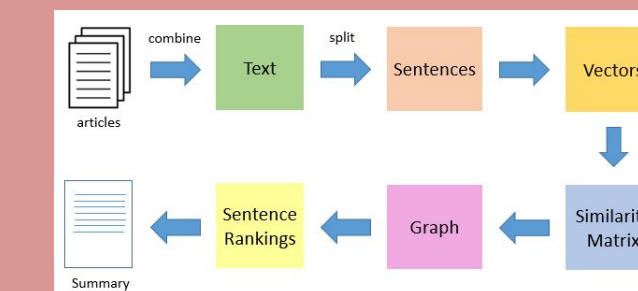 combine
split
Text
Sentences
Vectors
articles
Sentence
Rankings
Graph
Similarit
Matrix
Summary